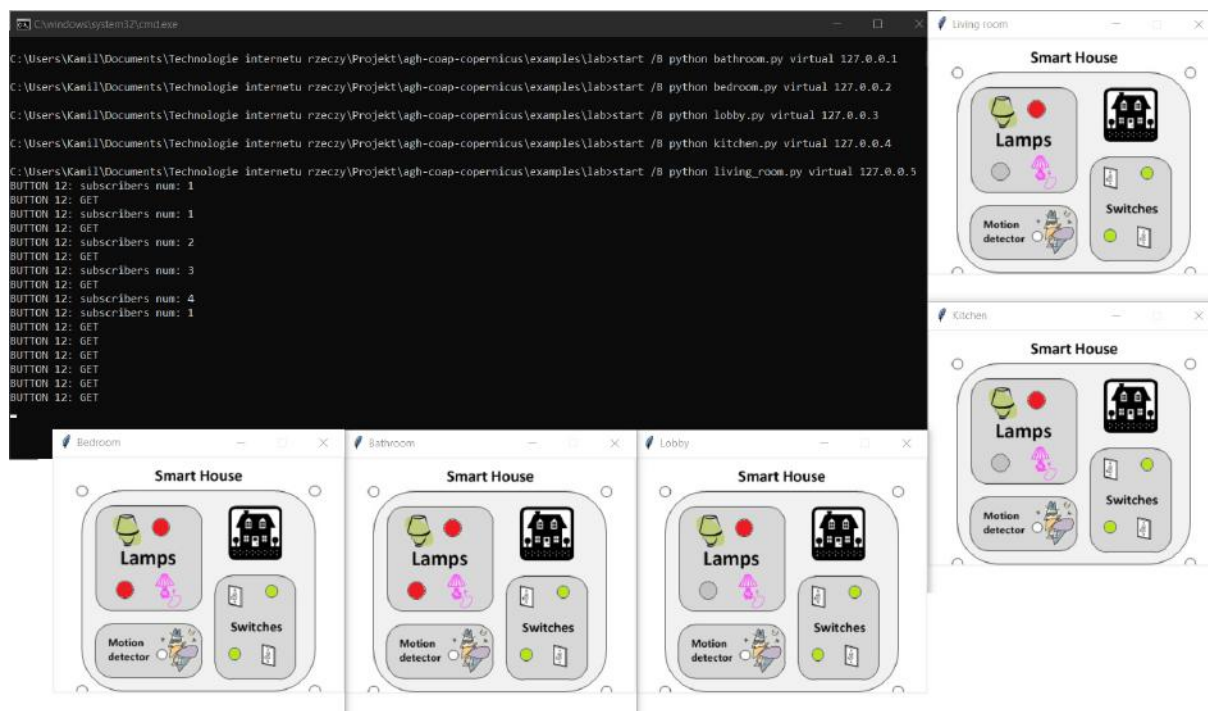 C:\windows\system32\cmd.exe
C:\Users\Kamil\Documents\Technologie internetu rzeczy\Projekt\agh-coap-copernicus\examples\lab>start /B python bathroom.py virtual 127.0.0.1
C:\Users\Kamil\Documents\Technologie internetu rzeczy\Projekt\agh-coap-copernicus\examples\lab>start /B python bedroom.py virtual 127.0.0.2
C:\Users\Kamil\Documents\Technologie internetu rzeczy\Projekt\agh-coap-copernicus\examples\lab>start /B python lobby.py virtual 127.0.0.3
C:\Users\Kamil\Documents\Technologie internetu rzeczy\Projekt\agh-coap-copernicus\examples\lab>start /B python kitchen.py virtual 127.0.0.4
C:\Users\Kamil\Documents\Technologie internetu rzeczy\Projekt\agh-coap-copernicus\examples\lab>start /B python living_room.py virtual 127.0.0.5
BUTTON 12: subscribers num: 1
BUTTON 12: GET
BUTTON 12: subscribers num: 1
BUTTON 12: GET
BUTTON 12: subscribers num: 2
BUTTON 12: GET
BUTTON 12: subscribers num: 3
BUTTON 12: GET
BUTTON 12: subscribers num: 4
BUTTON 12: subscribers num: 1
BUTTON 12: GET
BUTTON 12: GET
BUTTON 12: GET
BUTTON 12: GET
BUTTON 12: GET
BUTTON 12: GET
Living room
Smart House
Lamps
Switches
Motion
detector
Kitchen
Smart House
Lamps
Switches
Motion
detector
Bedroom
Smart House
Lamps
Switches
Motion
detector
Bathroom
Smart House
Lamps
Switches
Motion
detector
Lobby
Smart House
Lamps
Switches
Motion
detector